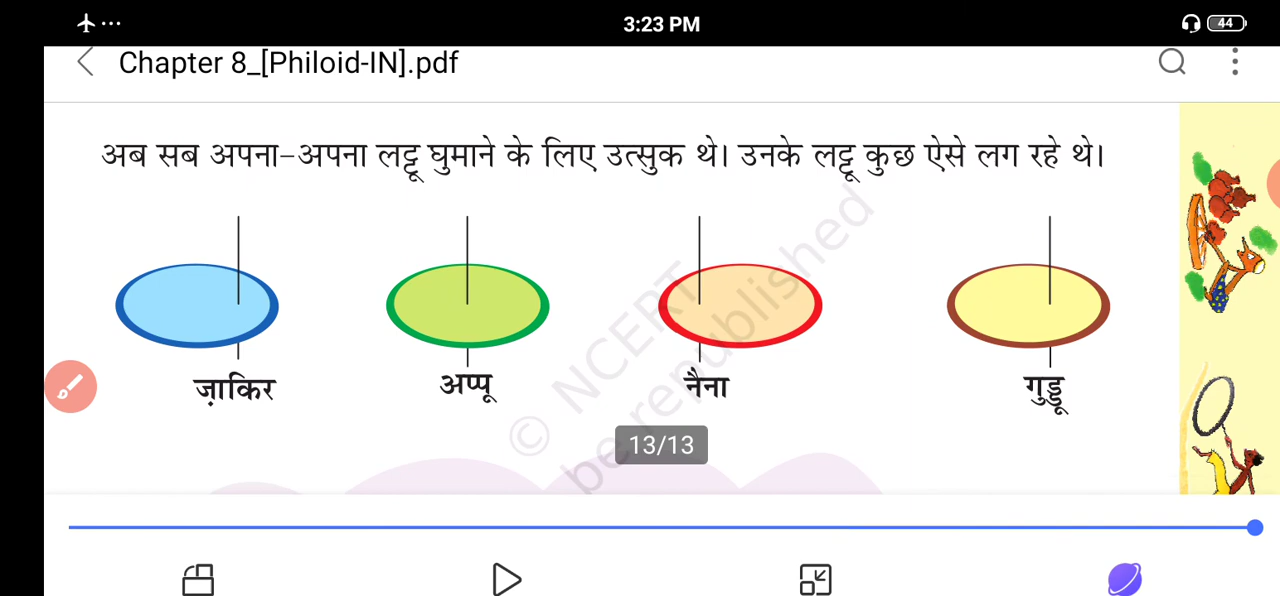 3:23 PM
44
Chapter 8_[Philoid-IN].pdf
अब सब अपना-अपना लट्टू घुमाने के लिए उत्सुक थे। उनके लट्टू कुछ ऐसे लग रहे थे।
ज़ाकिर अप्पू नैना गुड्डू
© NCERT
be republished
13/13